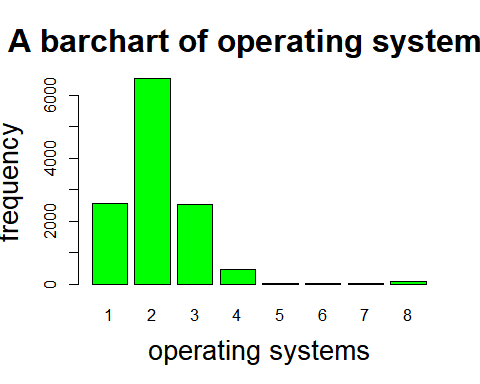 A barchart of operating system
frequency
6000
4000
2000
0
1 2 3 4 5 6 7 8
operating systems